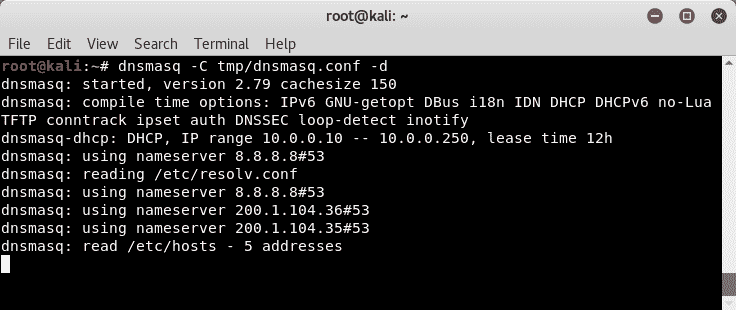 root@kali: ~
File Edit View Search Terminal Help
root@kali:~# dnsmasq -C tmp/dnsmasq.conf -d
dnsmasq: started, version 2.79 cachesize 150
dnsmasq: compile time options: IPv6 GNU-getopt DBus i18n IDN DHCP DHCPv6 no-Lua
TFTP conntrack ipset auth DNSSEC loop-detect inotify
dnsmasq-dhcp: DHCP, IP range 10.0.0.10 -- 10.0.0.250, lease time 12h
dnsmasq: using nameserver 8.8.8.8#53
dnsmasq: reading /etc/resolv.conf
dnsmasq: using nameserver 8.8.8.8#53
dnsmasq: using nameserver 200.1.104.36#53
dnsmasq: using nameserver 200.1.104.35#53
dnsmasq: read /etc/hosts - 5 addresses